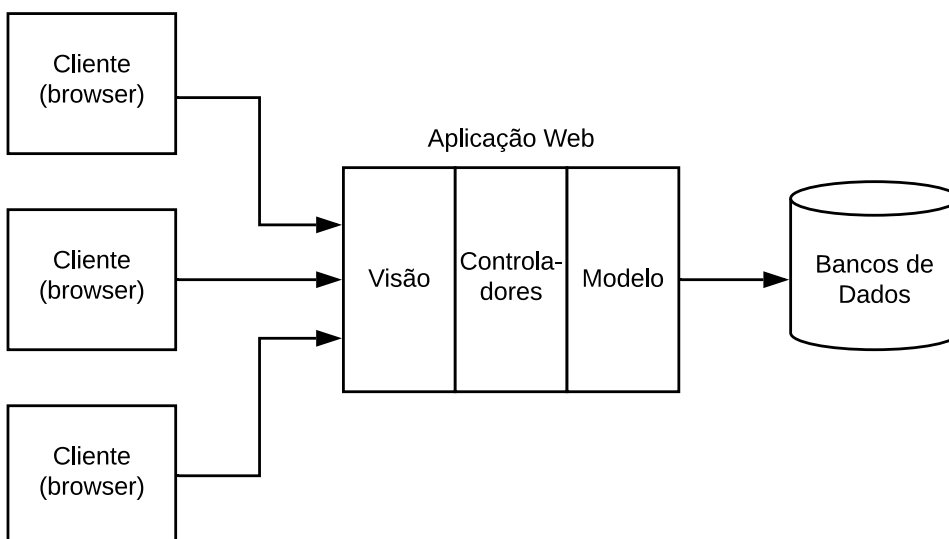 Cliente
(browser)
Aplicação Web
Cliente
(browser)
Visão
Controla-
dores
Modelo
Bancos de
Dados
Cliente
(browser)